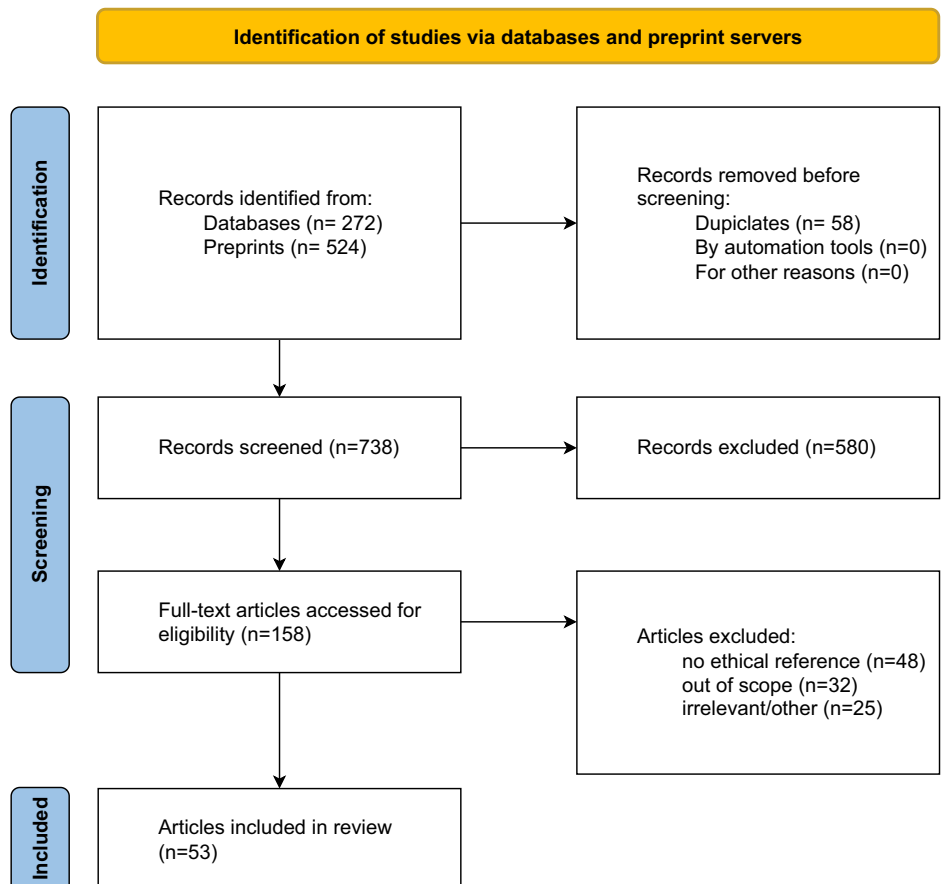 Identification of studies via databases and preprint servers
Identification
Records identified from:
Databases (n= 272)
Preprints (n= 524)
Records removed before
screening:
Dupiclates (n= 58)
By automation tools (n=0)
For other reasons (n=0)
Screening
Records screened (n=738)
Records excluded (n=580)
Full-text articles accessed for
eligibility (n=158)
Articles excluded:
no ethical reference (n=48)
out of scope (n=32)
irrelevant/other (n=25)
Included
Articles included in review
(n=53)